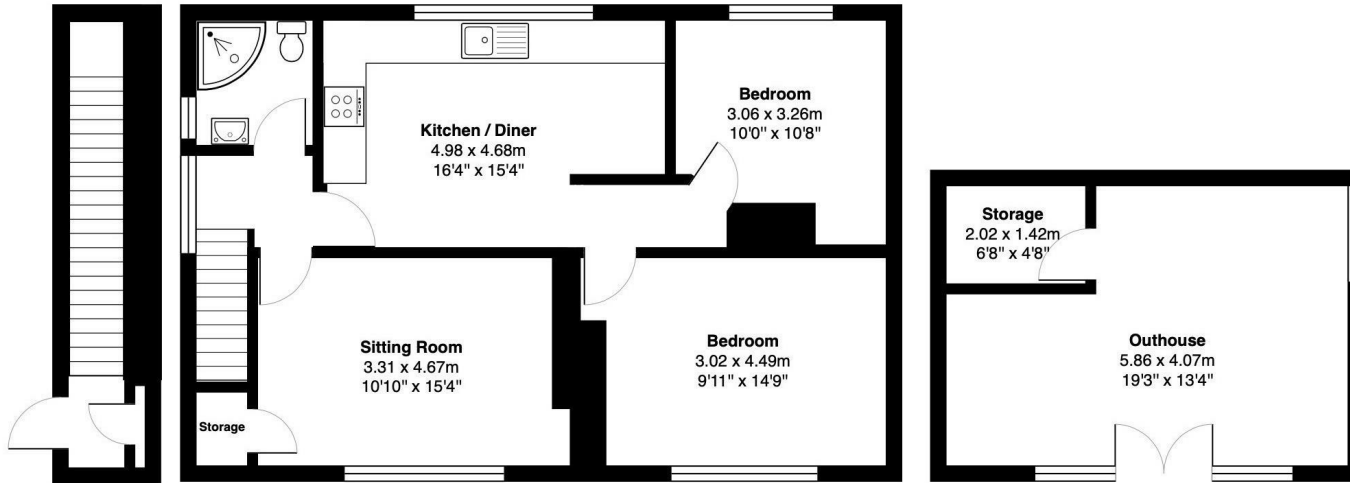 Kitchen / Diner
4.98 x 4.68m
16'4" x 15'4"
Bedroom
3.06 x 3.26m
10'0" x 10'8"
Storage
2.02 x 1.42m
6'8" x 4'8"
Sitting Room
3.31 x 4.67m
10'10" x 15'4"
Bedroom
3.02 x 4.49m
9'11" x 14'9"
Outhouse
5.86 x 4.07m
19'3" x 13'4"
Storage